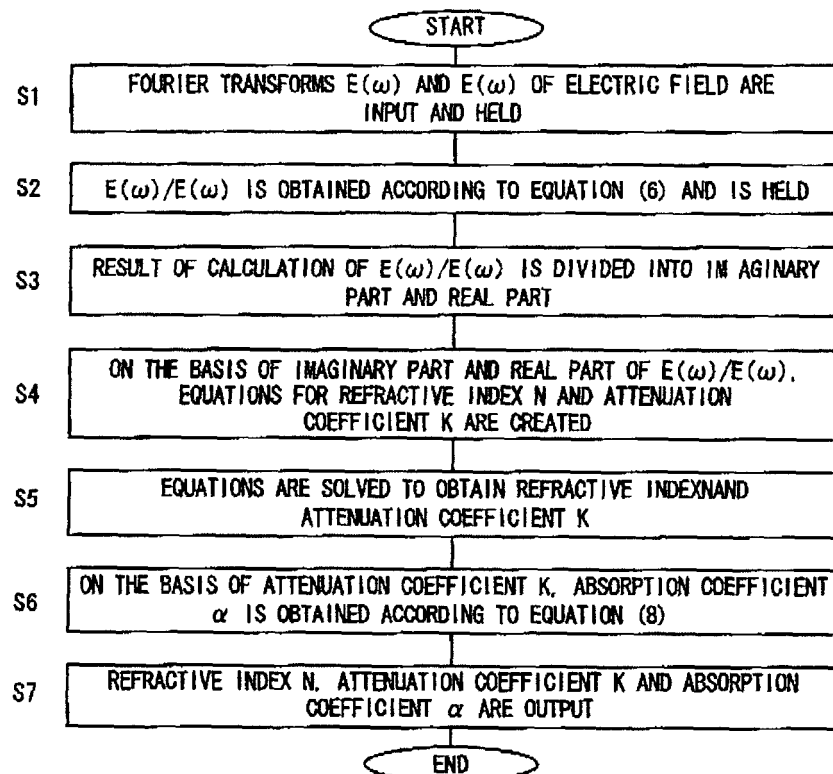 START
S1
FOURIER TRANSFORMS E(ω) AND E(ω) OF ELECTRIC FIELD ARE
INPUT AND HELD
S2
E(ω)/E(ω) IS OBTAINED ACCORDING TO EQUATION (6) AND IS HELD
S3
RESULT OF CALCULATION OF E(ω)/E(ω) IS DIVIDED INTO IM AGINARY
PART AND REAL PART
S4
ON THE BASIS OF IMAGINARY PART AND REAL PART OF E(ω)/E(ω),
EQUATIONS FOR REFRACTIVE INDEX N AND ATTENUATION
COEFFICIENT K ARE CREATED
S5
EQUATIONS ARE SOLVED TO OBTAIN REFRACTIVE INDEXNAND
ATTENUATION COEFFICIENT K
S6
ON THE BASIS OF ATTENUATION COEFFICIENT K, ABSORPTION COEFFICIENT
α IS OBTAINED ACCORDING TO EQUATION (8)
S7
REFRACTIVE INDEX N, ATTENUATION COEFFICIENT K AND ABSORPTION
COEFFICIENT α ARE OUTPUT
END